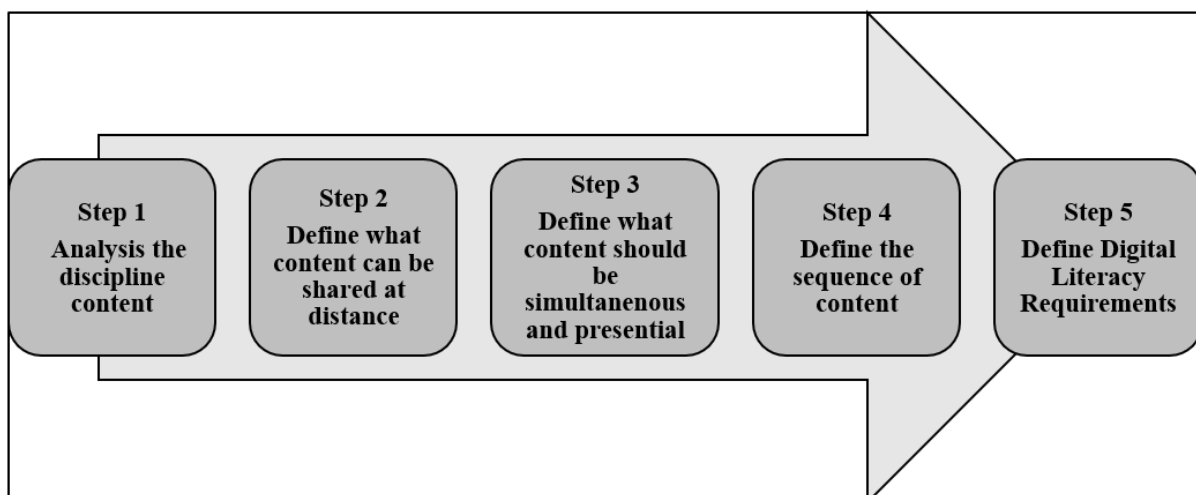 Step 1
Analysis the
discipline
content
Step 2
Define what
content can be
shared at
distance
Step 3
Define what
content should
be
simultanenous
and presential
Step 4
Define the
sequence of
content
Step 5
Define Digital
Literacy
Requirements